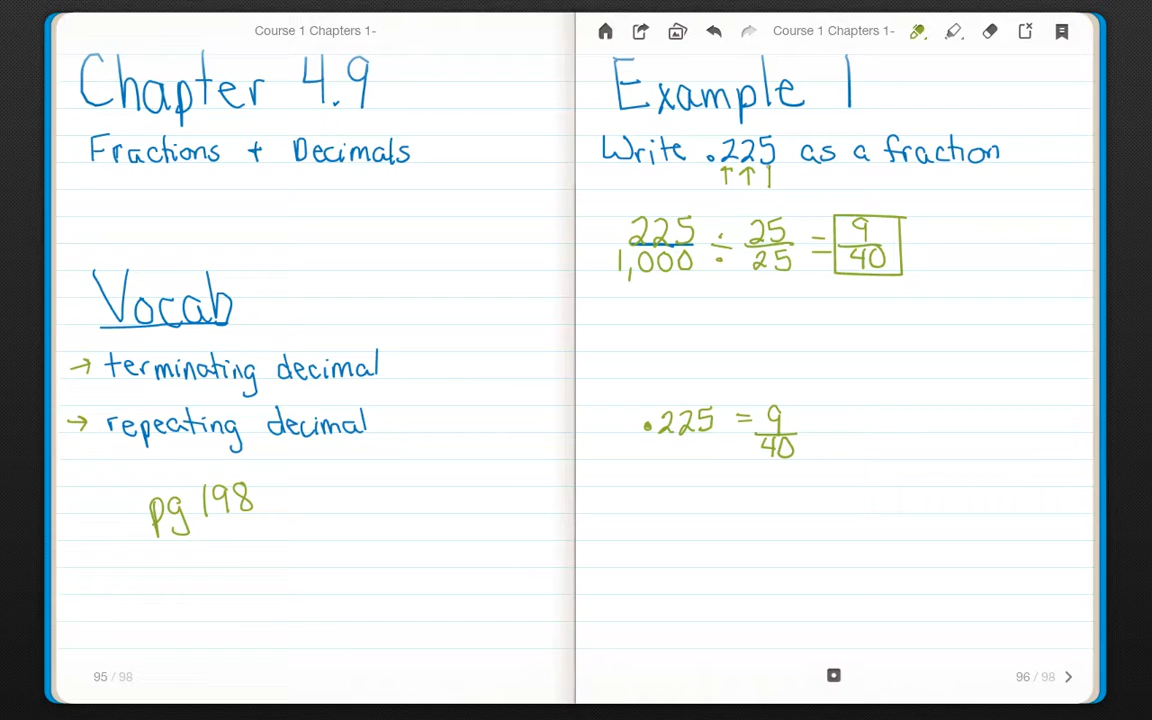 Course 1 Chapters 1-
Chapter 4.9
Fractions + Decimals
Vocab
→ terminating decimal
→ repeating decimal
pg 198
95 / 98
Course 1 Chapters 1-
Example 1
Write .225 as a fraction
↑↑|
225/1,000 ÷ 25/25 = 9/40
.225 = 9/40
96 / 98 >